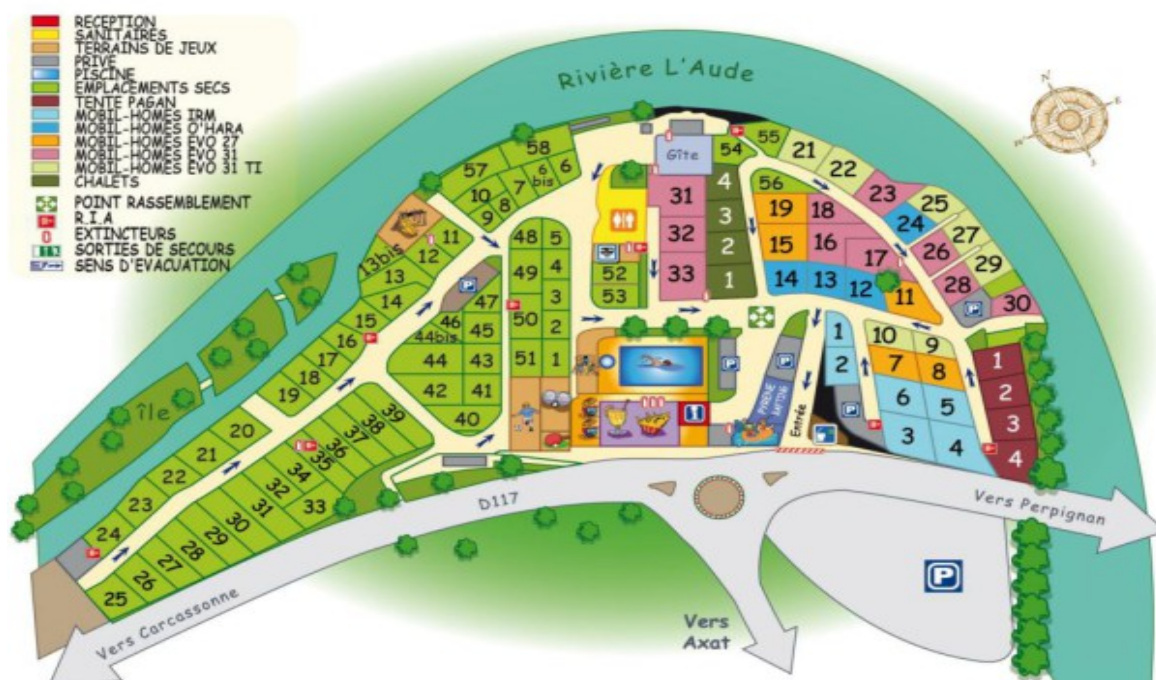 RECEPTION
SANITAIRES
TERRAINS DE JEUX
PRIVE
PISCINE
EMPLACEMENTS SECS
TENTE PAGAN
MOBIL-HOMES IRM
MOBIL-HOMES O'HARA
MOBIL-HOMES EVO 27
MOBIL-HOMES EVO 31
MOBIL-HOMES EVO 31 TI
CHALETS
POINT RASSEMBLEMENT
R.I.A
EXTINCTEURS
SORTIES DE SECOURS
SENS D'EVACUATION
Rivière L'Aude
N
E
S
Gîte
île
57
58
10
9
8
7
6 bis
6
11
12
13bis
13
14
15
16
17
18
19
20
21
22
23
24
25
26
27
28
29
30
31
32
33
34
35
36
37
38
39
40
41
42
43
44
44bis
45
46
47
P
48
49
50
51
5
4
3
2
1
52
53
31
32
33
4
3
2
1
54
55
56
19
18
15
16
17
14
13
12
11
21
22
23
24
25
26
27
28
29
30
P
1
2
10
9
7
8
6
5
3
4
1
2
3
4
P
P
P
PYRENE RAFTING
Entrée
D117
Vers Carcassonne
Vers Axat
Vers Perpignan
P